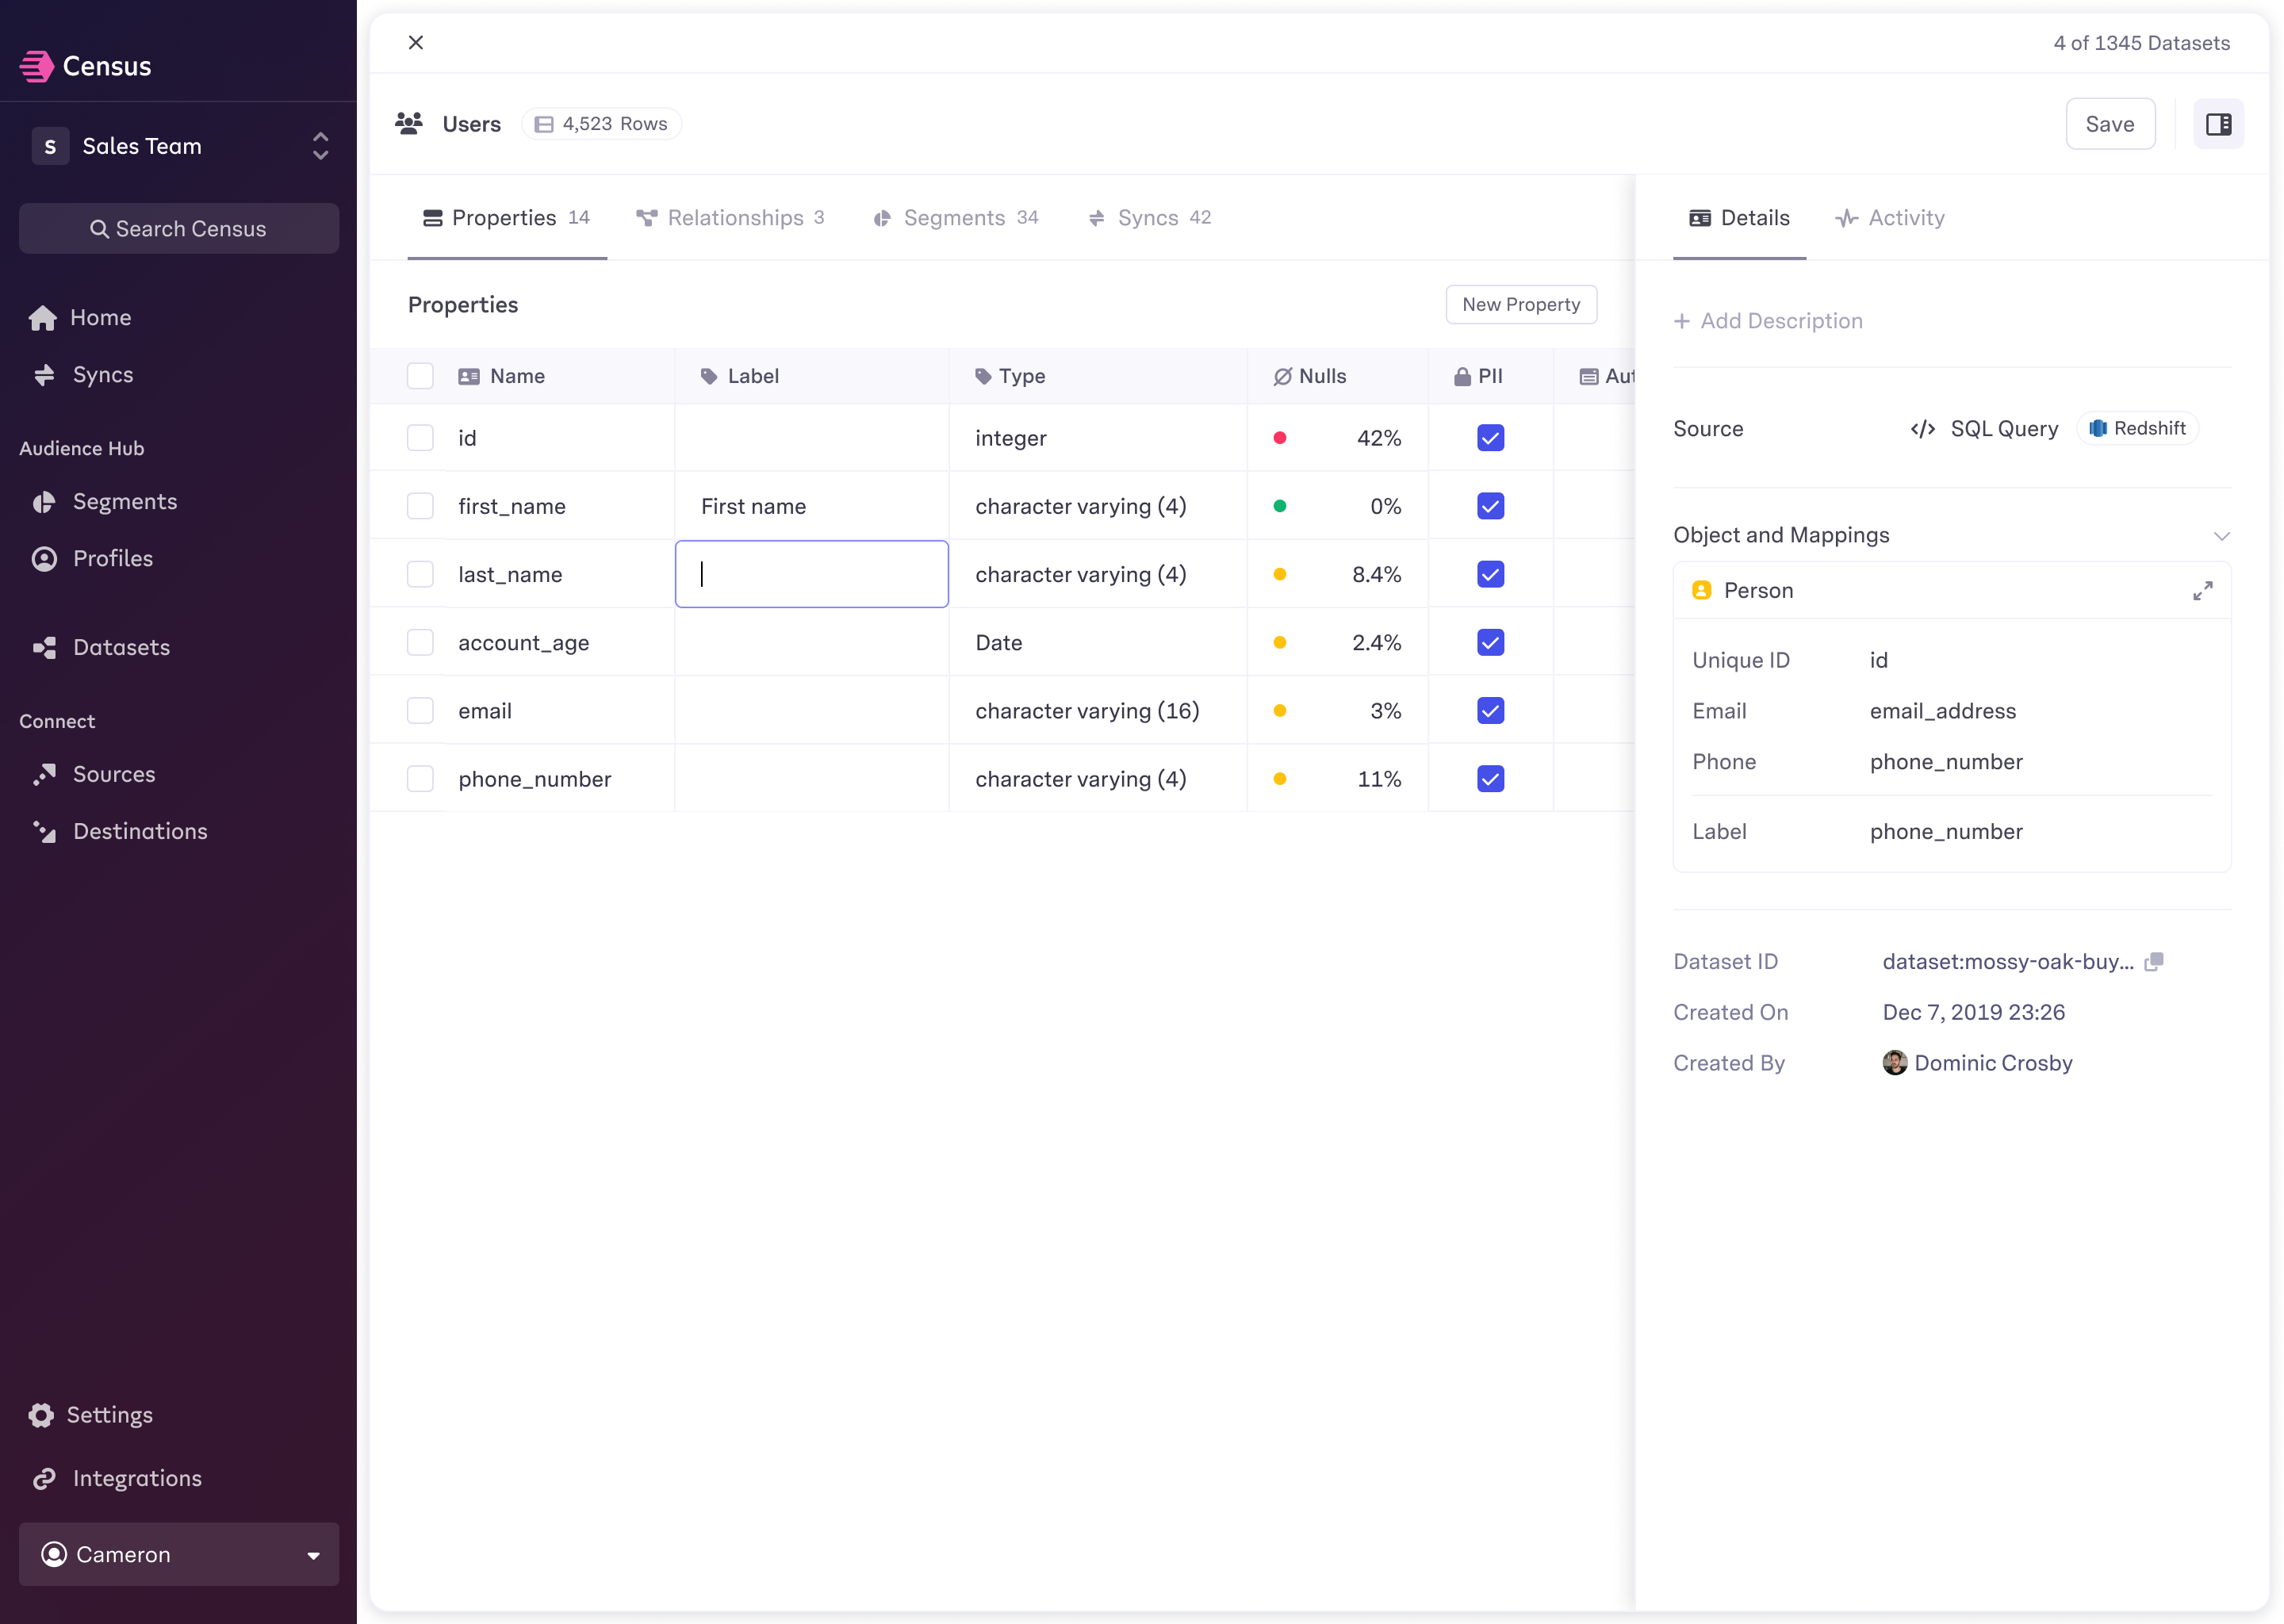 Census
S Sales Team
Search Census
Home
Syncs
Audience Hub
Segments
Profiles
Datasets
Connect
Sources
Destinations
Settings
Integrations
Cameron
4 of 1345 Datasets
Users 4,523 Rows
Save
Properties 14 Relationships 3 Segments 34 Syncs 42
Properties New Property
Name Label Type Nulls PII Aut
id integer 42%
first_name First name character varying (4) 0%
last_name character varying (4) 8.4%
account_age Date 2.4%
email character varying (16) 3%
phone_number character varying (4) 11%
Details Activity
+ Add Description
Source </> SQL Query Redshift
Object and Mappings
Person
Unique ID id
Email email_address
Phone phone_number
Label phone_number
Dataset ID dataset:mossy-oak-buy...
Created On Dec 7, 2019 23:26
Created By Dominic Crosby